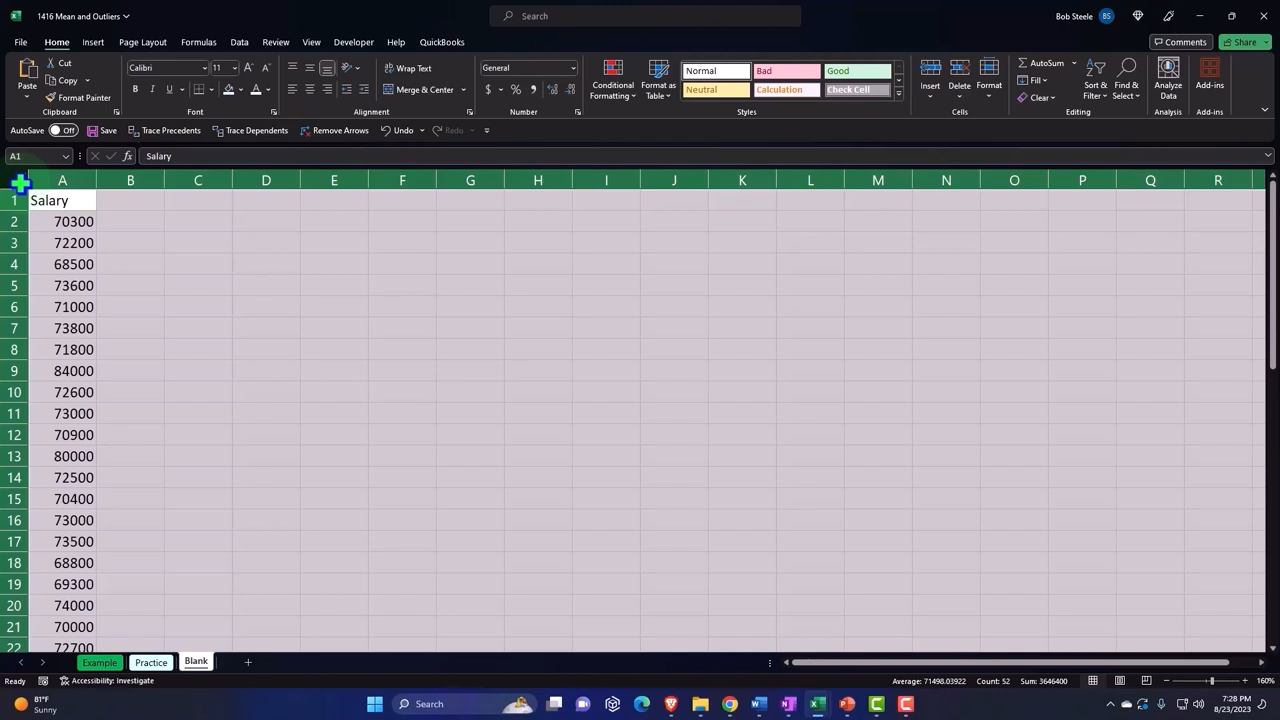 1416 Mean and Outliers
Search
Bob Steele BS
File Home Insert Page Layout Formulas Data Review View Developer Help QuickBooks
Comments Share
Paste Cut Copy Format Painter
Calibri 11
B I U
Wrap Text
Merge & Center
General
$ % 9
Conditional Formatting Format as Table
Normal Bad Good
Neutral Calculation Check Cell
Insert Delete Format
AutoSum Fill Clear
Sort & Filter Find & Select
Analyze Data
Add-ins
Clipboard Font Alignment Number Styles Cells Editing Analysis Add-ins
AutoSave Off Save Trace Precedents Trace Dependents Remove Arrows Undo Redo
A1 fx Salary
A B C D E F G H I J K L M N O P Q R
1 Salary
2 70300
3 72200
4 68500
5 73600
6 71000
7 73800
8 71800
9 84000
10 72600
11 73000
12 70900
13 80000
14 72500
15 70400
16 73000
17 73500
18 68800
19 69300
20 74000
21 70000
22 72700
Example Practice Blank
Ready Accessibility: Investigate Average: 71498.03922 Count: 52 Sum: 3646400 160%
81°F
Sunny
Search
7:28 PM
8/23/2023